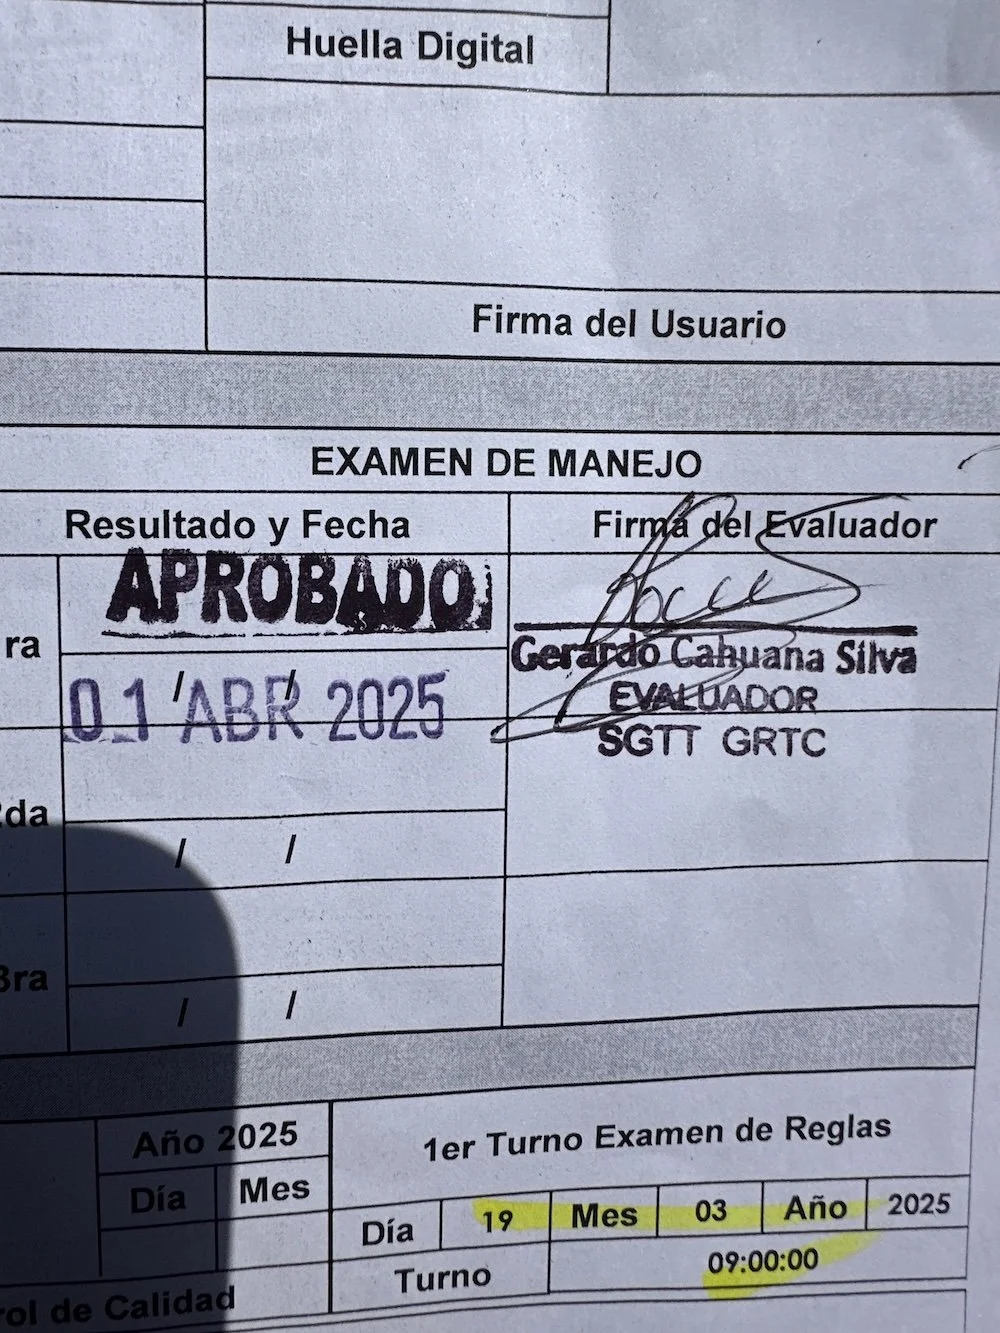 Huella Digital
Firma del Usuario
EXAMEN DE MANEJO
Resultado y Fecha
Firma del Evaluador
ra
APROBADO
01 / ABR / 2025
Gerardo Cahuana Silva
EVALUADOR
SGTT GRTC
2da
/ /
3ra
/ /
Año 2025
Día Mes
1er Turno Examen de Reglas
Día 19 Mes 03 Año 2025
Turno 09:00:00
rol de Calidad